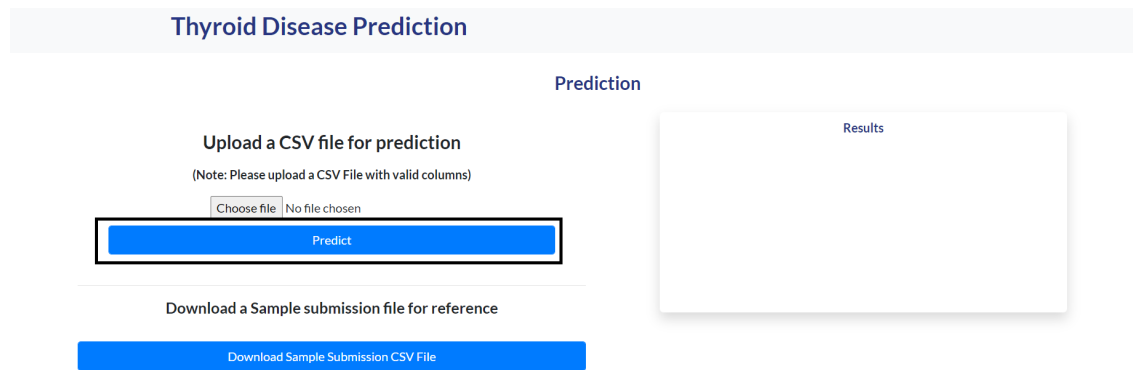 Thyroid Disease Prediction
Prediction
Upload a CSV file for prediction
(Note: Please upload a CSV File with valid columns)
Choose file No file chosen
Predict
Download a Sample submission file for reference
Download Sample Submission CSV File
Results